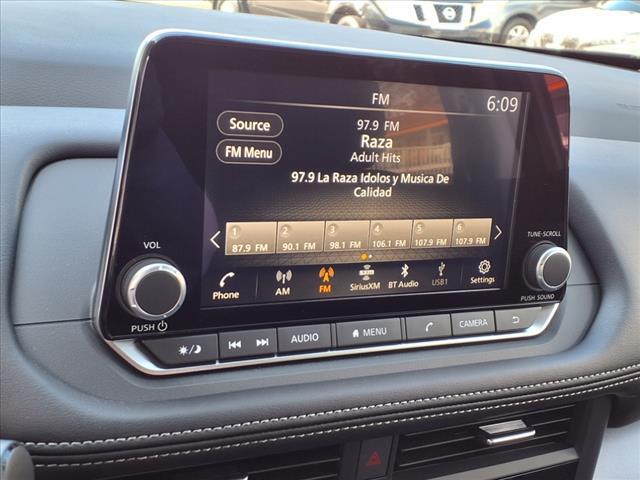 FM
6:09
Source
FM Menu
97.9 FM
Raza
Adult Hits
97.9 La Raza Idolos y Musica De
Calidad
1 2 3 4 5 6
87.9 FM 90.1 FM 98.1 FM 106.1 FM 107.9 FM 107.9 FM
Phone AM FM SiriusXM BT Audio USB1 Settings
VOL
PUSH
TUNE·SCROLL
PUSH SOUND
AUDIO MENU CAMERA